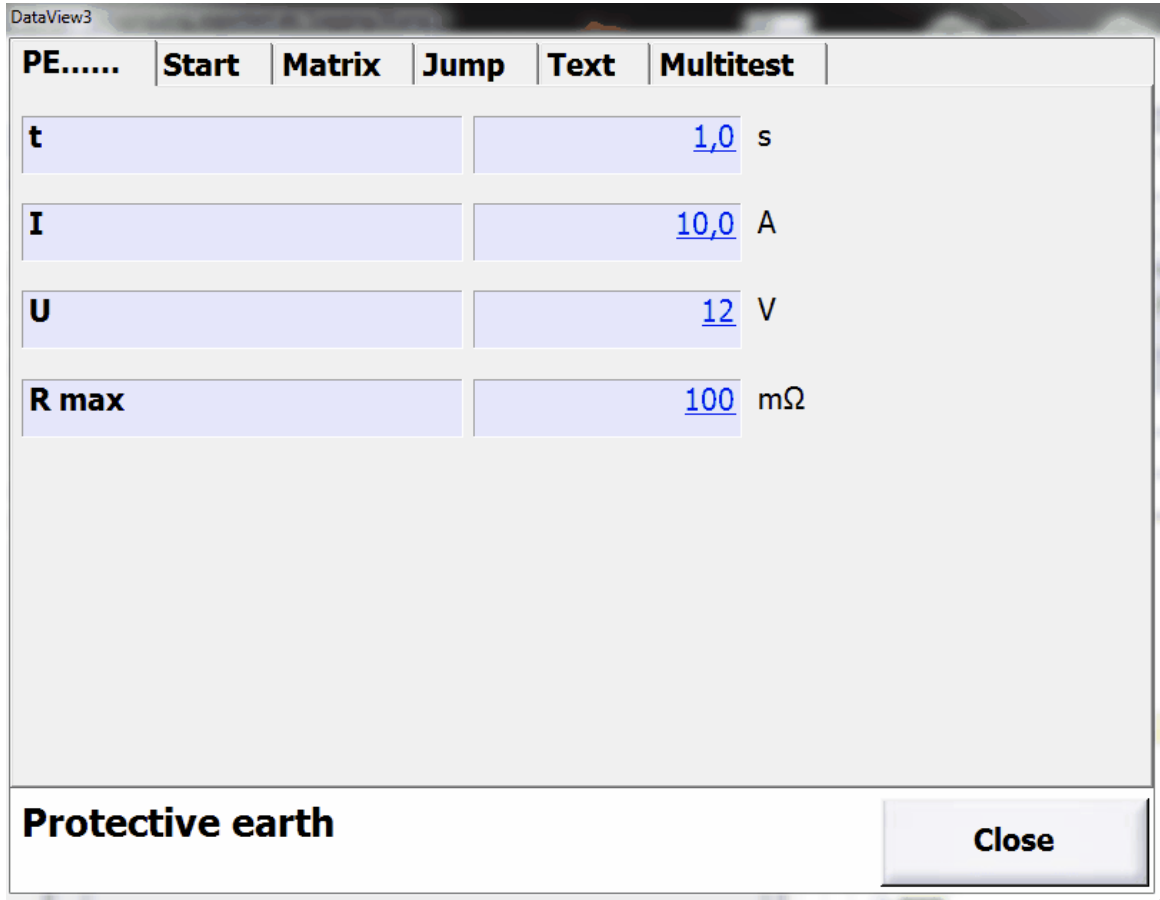 DataView3
PE...... Start Matrix Jump Text Multitest
t 1,0 s
I 10,0 A
U 12 V
R max 100 mΩ
Protective earth
Close